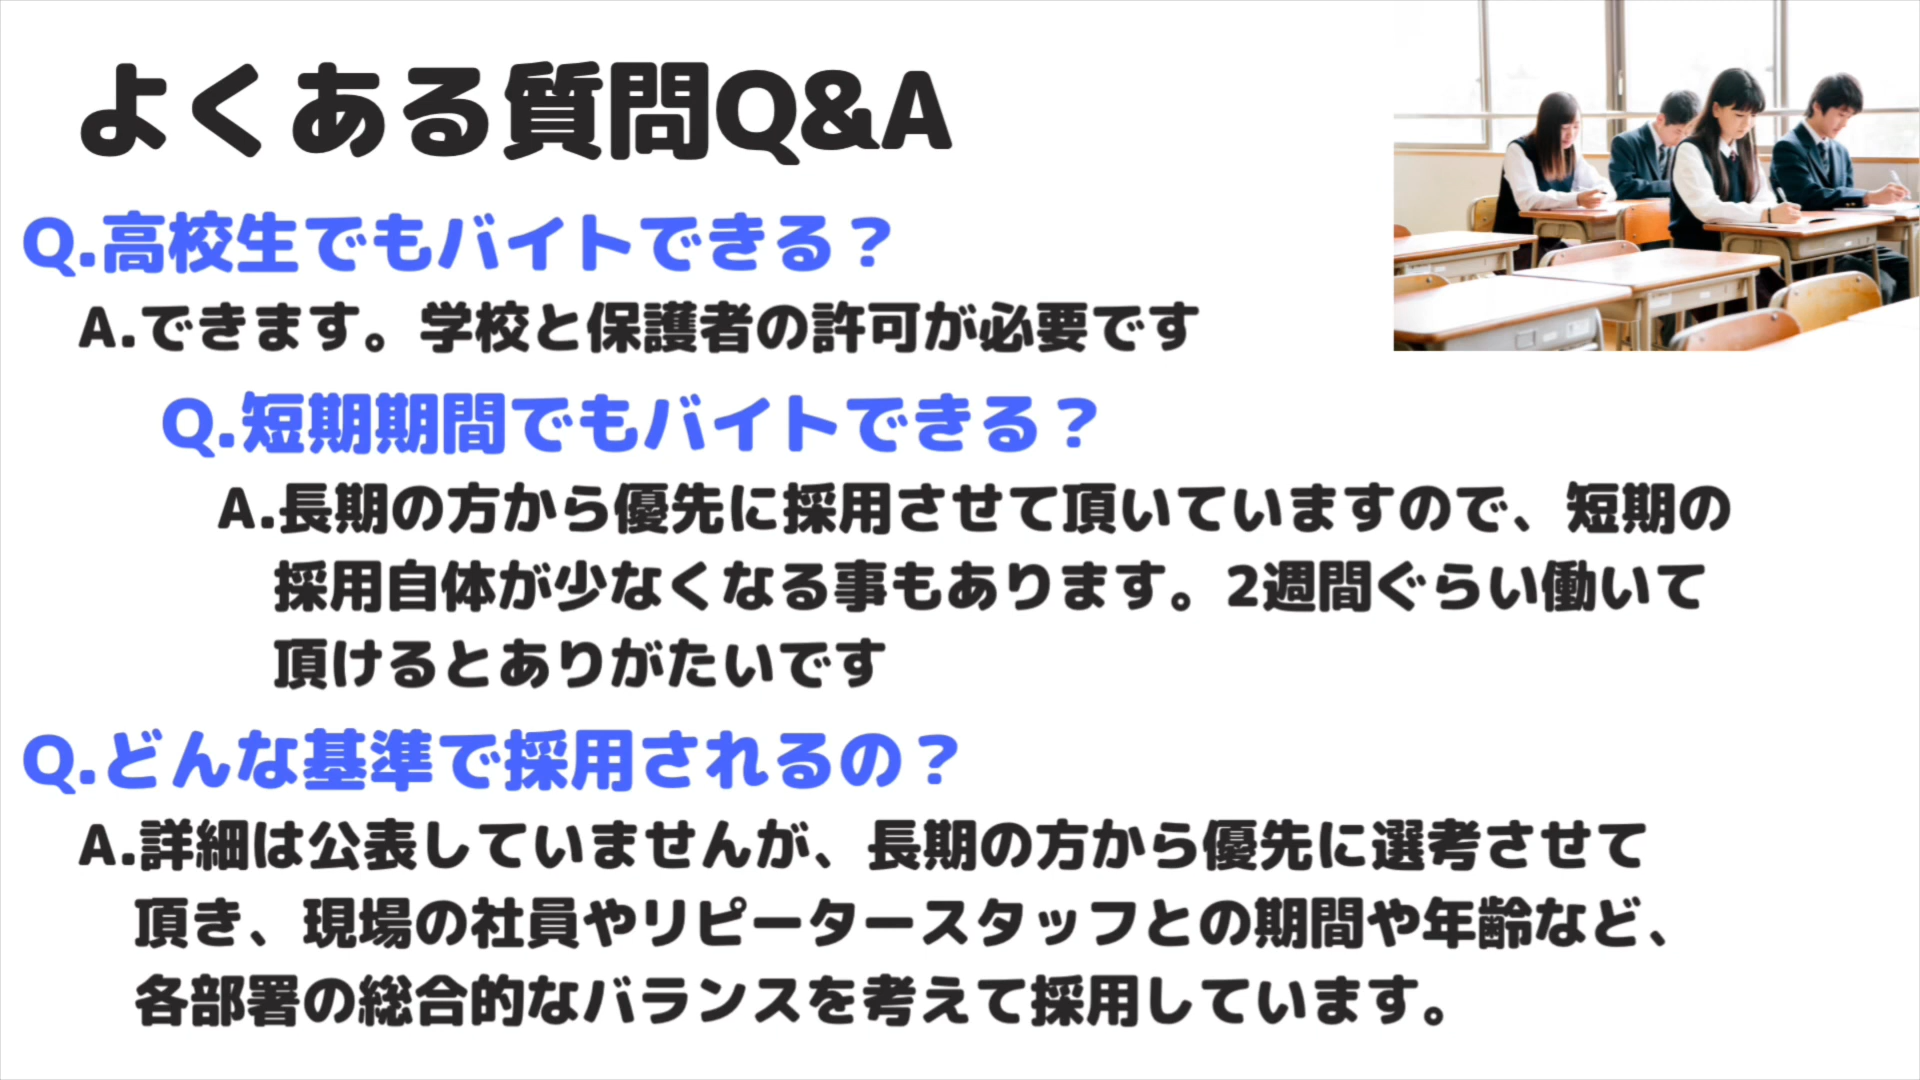 よくある質問Q&A
Q.高校生でもバイトできる？
A.できます。学校と保護者の許可が必要です
Q.短期期間でもバイトできる？
A.長期の方から優先に採用させて頂いていますので、短期の
採用自体が少なくなる事もあります。2週間ぐらい働いて
頂けるとありがたいです
Q.どんな基準で採用されるの？
A.詳細は公表していませんが、長期の方から優先に選考させて
頂き、現場の社員やリピータースタッフとの期間や年齢など、
各部署の総合的なバランスを考えて採用しています。